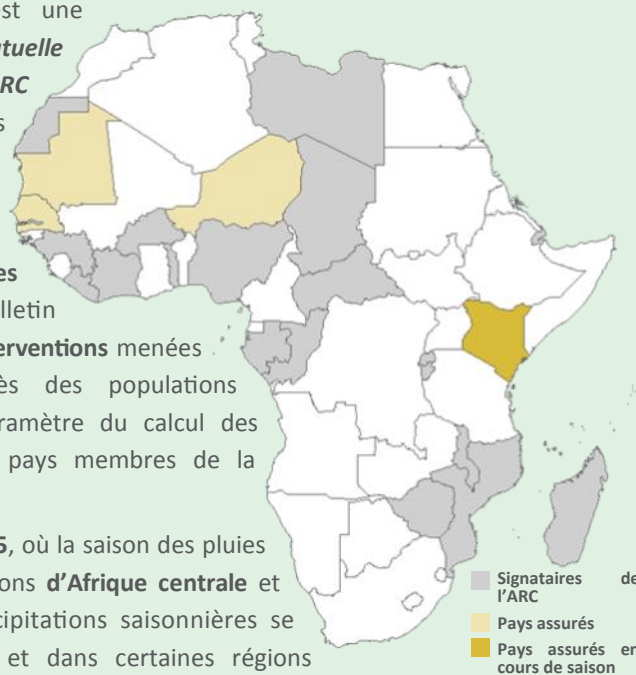 est une
tuelle
RC
s
es
lletin
erventions menées
ès des populations
ramètre du calcul des
pays membres de la
5, où la saison des pluies
ons d'Afrique centrale et
cipitations saisonnières se
et dans certaines régions
Signataires de
l'ARC
Pays assurés
Pays assurés en
cours de saison